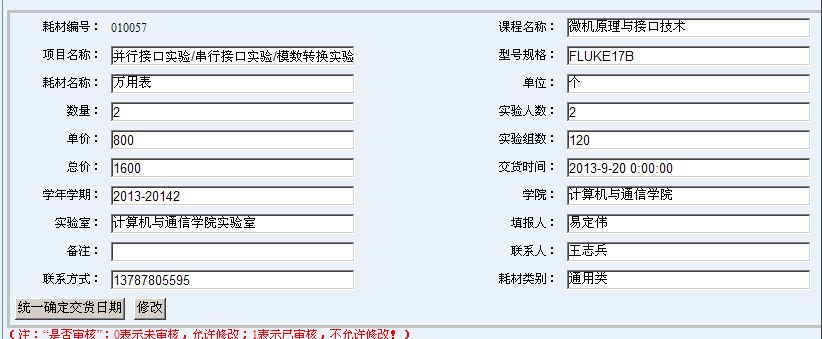 耗材编号： 010057 课程名称： 微机原理与接口技术
项目名称： 并行接口实验/串行接口实验/模数转换实验 型号规格： FLUKE17B
耗材名称： 万用表 单位： 个
数量： 2 实验人数： 2
单价： 800 实验组数： 120
总价： 1600 交货时间： 2013-9-20 0:00:00
学年学期： 2013-20142 学院： 计算机与通信学院
实验室： 计算机与通信学院实验室 填报人： 易定伟
备注： 联系人： 王志兵
联系方式： 13787805595 耗材类别： 通用类
统一确定交货日期 修改
（注：“是否审核”：0表示未审核，允许修改；1表示已审核，不允许修改！）